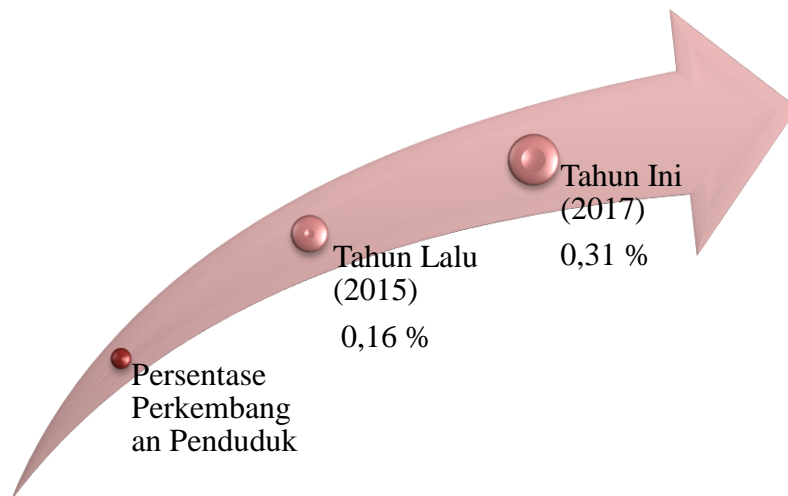 Persentase
Perkembang
an Penduduk
Tahun Lalu
(2015)
0,16 %
Tahun Ini
(2017)
0,31 %